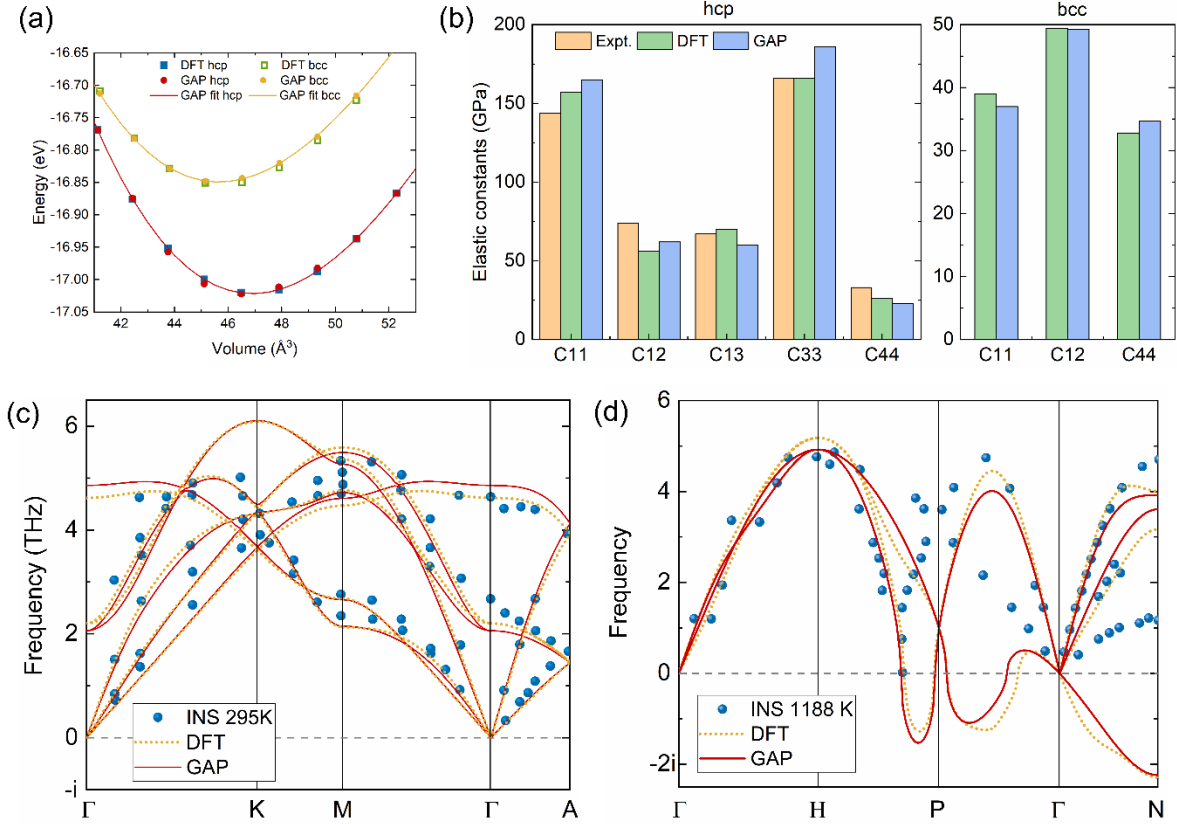 (a)
-16.65
-16.70
-16.75
-16.80
-16.85
-16.90
-16.95
-17.00
-17.05
Energy (eV)
DFT hcp
DFT bcc
GAP hcp
GAP bcc
GAP fit hcp
GAP fit bcc
42 44 46 48 50 52
Volume (Å³)
(b)
hcp
bcc
200
150
100
50
0
Elastic constants (GPa)
Expt. DFT GAP
C11 C12 C13 C33 C44
50
40
30
20
10
0
C11 C12 C44
(c)
6
4
2
0
-i
Frequency (THz)
INS 295K
DFT
GAP
Γ K M Γ A
(d)
6
4
2
0
-2i
Frequency
INS 1188 K
DFT
GAP
Γ H P Γ N